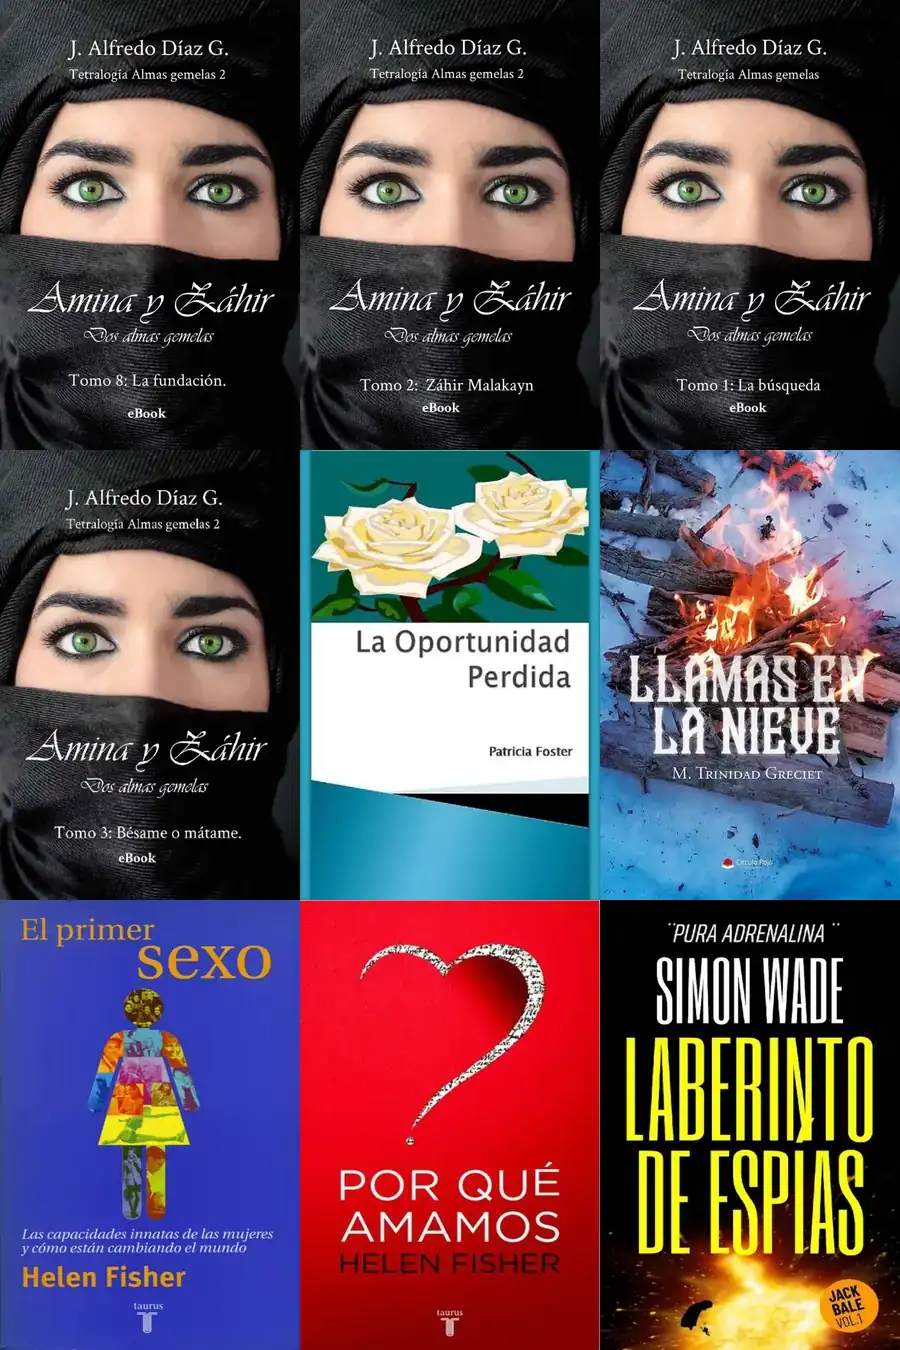 J. Alfredo Díaz G.
Tetralogía Almas gemelas 2
Amina y Záhir
Dos almas gemelas
Tomo 8: La fundación.
eBook
J. Alfredo Díaz G.
Tetralogía Almas gemelas 2
Amina y Záhir
Dos almas gemelas
Tomo 2: Záhir Malakayn
eBook
J. Alfredo Díaz G.
Tetralogía Almas gemelas
Amina y Záhir
Dos almas gemelas
Tomo 1: La búsqueda
eBook
J. Alfredo Díaz G.
Tetralogía Almas gemelas 2
Amina y Záhir
Dos almas gemelas
Tomo 3: Bésame o mátame.
eBook
La Oportunidad
Perdida
Patricia Foster
LLAMAS EN
LA NIEVE
M. Trinidad Greciet
Círculo Rojo
El primer
sexo
Las capacidades innatas de las mujeres
y cómo están cambiando el mundo
Helen Fisher
taurus
T
POR QUÉ
AMAMOS
HELEN FISHER
taurus
T
¨PURA ADRENALINA¨
SIMON WADE
LABERINTO
DE ESPÍAS
JACK
BALE
VOL.1